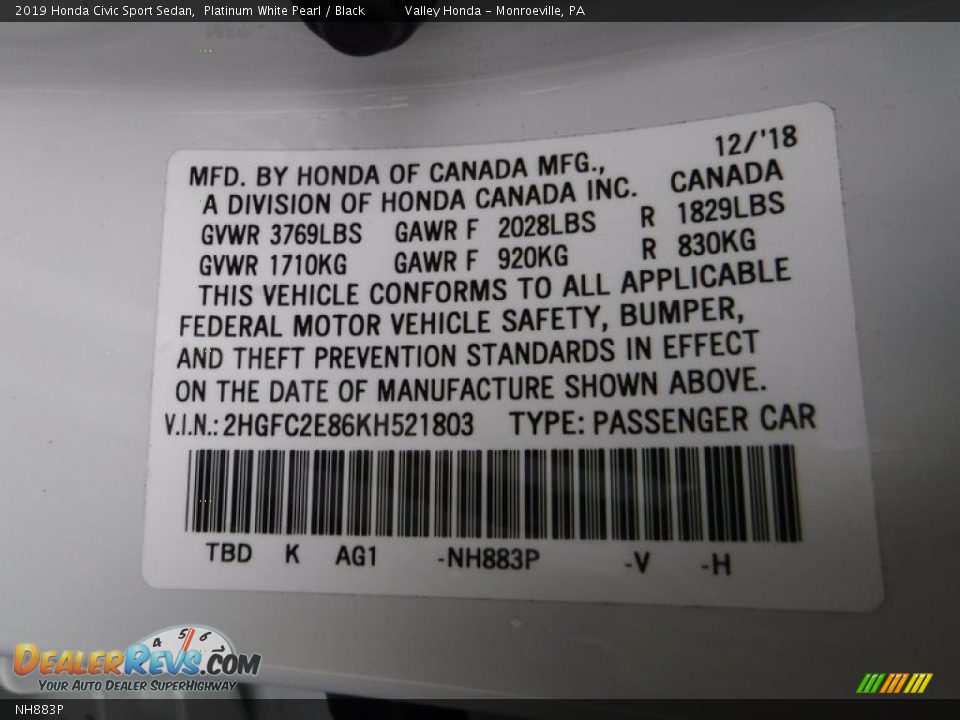 2019 Honda Civic Sport Sedan, Platinum White Pearl / Black Valley Honda - Monroeville, PA
12/'18
MFD. BY HONDA OF CANADA MFG.,
A DIVISION OF HONDA CANADA INC. CANADA
GVWR 3769LBS GAWR F 2028LBS R 1829LBS
GVWR 1710KG GAWR F 920KG R 830KG
THIS VEHICLE CONFORMS TO ALL APPLICABLE
FEDERAL MOTOR VEHICLE SAFETY, BUMPER,
AND THEFT PREVENTION STANDARDS IN EFFECT
ON THE DATE OF MANUFACTURE SHOWN ABOVE.
V.I.N.: 2HGFC2E86KH521803 TYPE: PASSENGER CAR
TBD K AG1 -NH883P -V -H
4 5 6
DEALERREVS.COM
YOUR AUTO DEALER SUPERHIGHWAY
NH883P